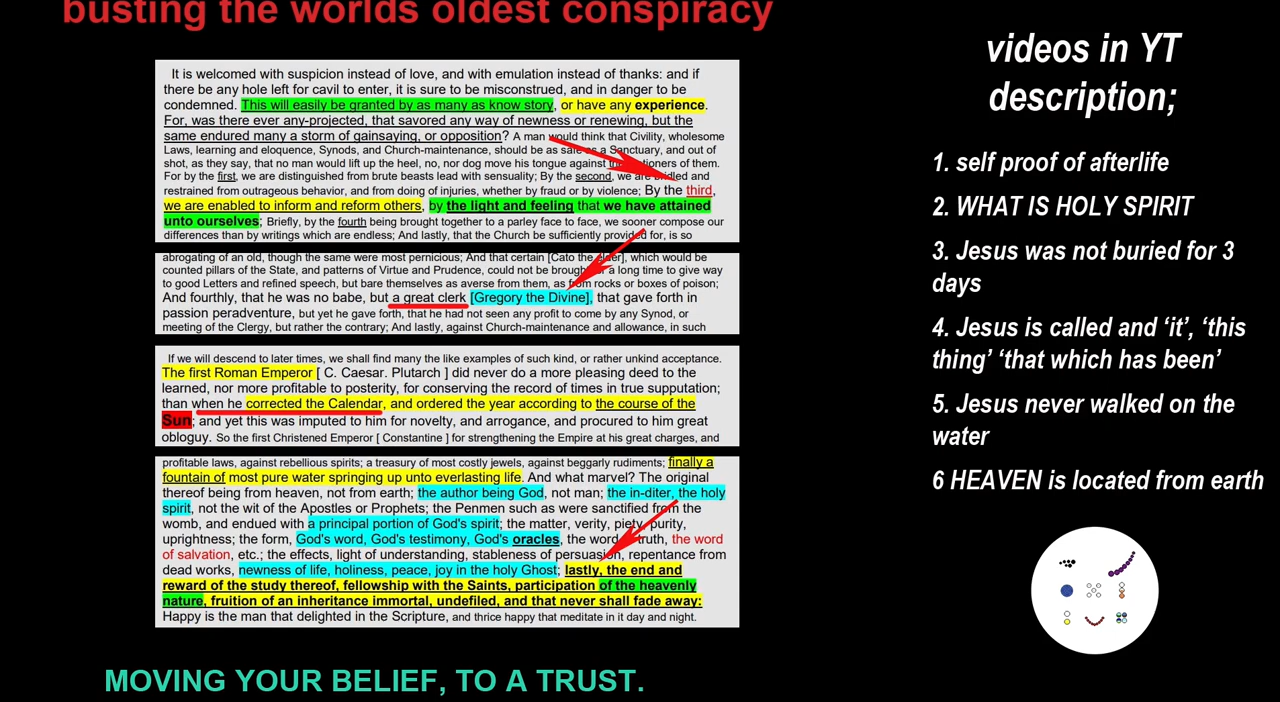 busting the worlds oldest conspiracy
It is welcomed with suspicion instead of love, and with emulation instead of thanks: and if
there be any hole left for cavil to enter, it is sure to be misconstrued, and in danger to be
condemned. This will easily be granted by as many as know story, or have any experience.
For, was there ever any-projected, that savored any way of newness or renewing, but the
same endured many a storm of gainsaying, or opposition? A man would think that Civility, wholesome
Laws, learning and eloquence, Synods, and Church-maintenance, should be as safe as a Sanctuary, and out of
shot, as they say, that no man would lift up the heel, no, nor dog move his tongue against the motioners of them.
For by the first, we are distinguished from brute beasts lead with sensuality; By the second, we are bridled and
restrained from outrageous behavior, and from doing of injuries, whether by fraud or by violence; By the third,
we are enabled to inform and reform others, by the light and feeling that we have attained
unto ourselves; Briefly, by the fourth being brought together to a parley face to face, we sooner compose our
differences than by writings which are endless; And lastly, that the Church be sufficiently provided for, is so
abrogating of an old, though the same were most pernicious; And that certain [Cato the elder], which would be
counted pillars of the State, and patterns of Virtue and Prudence, could not be brought for a long time to give way
to good Letters and refined speech, but bare themselves as averse from them, as from rocks or boxes of poison;
And fourthly, that he was no babe, but a great clerk [Gregory the Divine], that gave forth in
passion peradventure, but yet he gave forth, that he had not seen any profit to come by any Synod, or
meeting of the Clergy, but rather the contrary; And lastly, against Church-maintenance and allowance, in such
If we will descend to later times, we shall find many the like examples of such kind, or rather unkind acceptance.
The first Roman Emperor [ C. Caesar. Plutarch ] did never do a more pleasing deed to the
learned, nor more profitable to posterity, for conserving the record of times in true supputation;
than when he corrected the Calendar, and ordered the year according to the course of the
Sun; and yet this was imputed to him for novelty, and arrogance, and procured to him great
obloguy. So the first Christened Emperor [ Constantine ] for strengthening the Empire at his great charges, and
profitable laws, against rebellious spirits; a treasury of most costly jewels, against beggarly rudiments; finally a
fountain of most pure water springing up unto everlasting life. And what marvel? The original
thereof being from heaven, not from earth; the author being God, not man; the in-diter, the holy
spirit, not the wit of the Apostles or Prophets; the Penmen such as were sanctified from the
womb, and endued with a principal portion of God's spirit; the matter, verity, piety, purity,
uprightness; the form, God's word, God's testimony, God's oracles, the word of truth, the word
of salvation, etc.; the effects, light of understanding, stableness of persuasion, repentance from
dead works, newness of life, holiness, peace, joy in the holy Ghost; lastly, the end and
reward of the study thereof, fellowship with the Saints, participation of the heavenly
nature, fruition of an inheritance immortal, undefiled, and that never shall fade away:
Happy is the man that delighted in the Scripture, and thrice happy that meditate in it day and night.
MOVING YOUR BELIEF, TO A TRUST.
videos in YT
description;
1. self proof of afterlife
2. WHAT IS HOLY SPIRIT
3. Jesus was not buried for 3
days
4. Jesus is called and ‘it’, ‘this
thing’ ‘that which has been’
5. Jesus never walked on the
water
6 HEAVEN is located from earth